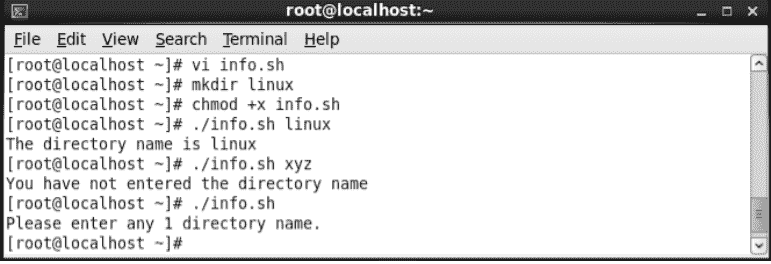 root@localhost:~
File Edit View Search Terminal Help
[root@localhost ~]# vi info.sh
[root@localhost ~]# mkdir linux
[root@localhost ~]# chmod +x info.sh
[root@localhost ~]# ./info.sh linux
The directory name is linux
[root@localhost ~]# ./info.sh xyz
You have not entered the directory name
[root@localhost ~]# ./info.sh
Please enter any 1 directory name.
[root@localhost ~]#